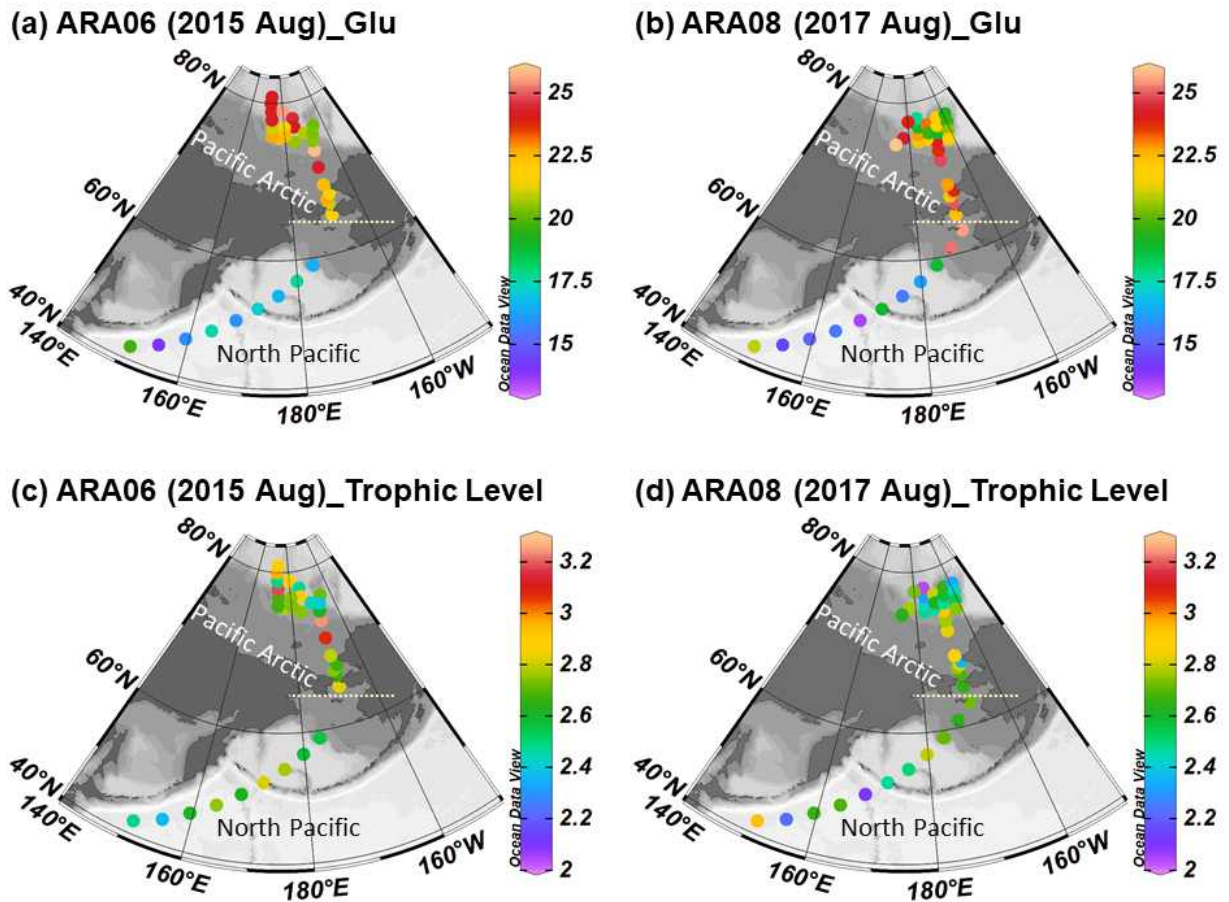 (a) ARA06 (2015 Aug)_Glu
80°N
60°N
40°N
140°E
160°E
180°E
160°W
Pacific Arctic
North Pacific
25
22.5
20
17.5
15
Ocean Data View
(b) ARA08 (2017 Aug)_Glu
80°N
60°N
40°N
140°E
160°E
180°E
160°W
Pacific Arctic
North Pacific
25
22.5
20
17.5
15
Ocean Data View
(c) ARA06 (2015 Aug)_Trophic Level
80°N
60°N
40°N
140°E
160°E
180°E
160°W
Pacific Arctic
North Pacific
3.2
3
2.8
2.6
2.4
2.2
2
Ocean Data View
(d) ARA08 (2017 Aug)_Trophic Level
80°N
60°N
40°N
140°E
160°E
180°E
160°W
Pacific Arctic
North Pacific
3.2
3
2.8
2.6
2.4
2.2
2
Ocean Data View